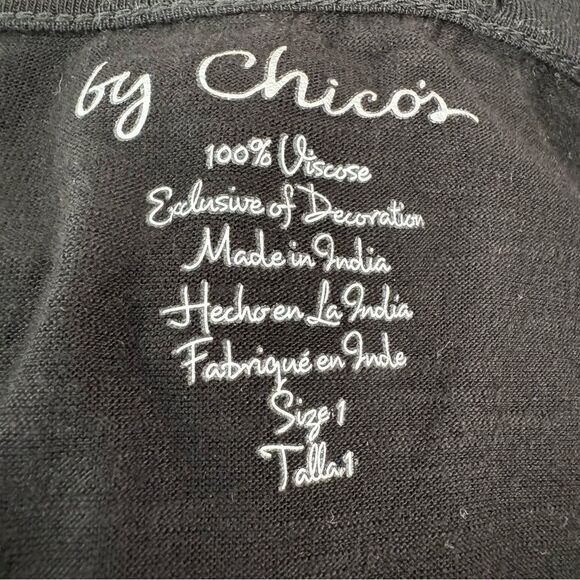 by Chico's
100% Viscose
Exclusive of Decoration
Made in India
Hecho en La India
Fabriqué en Inde
Size 1
Talla 1